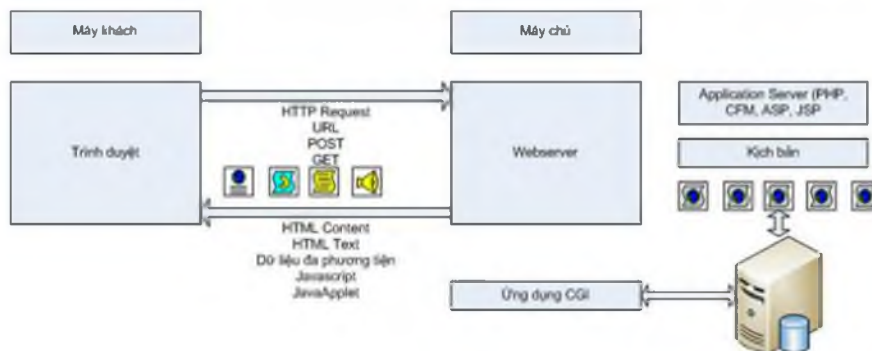 Máy khách
Máy chủ
Trình duyệt
HTTP Request
URL
POST
GET
HTML Content
HTML Text
Dữ liệu đa phương tiện
Javascript
JavaApplet
Webserver
Ứng dụng CGI
Application Server (PHP,
CFM, ASP, JSP
Kịch bản